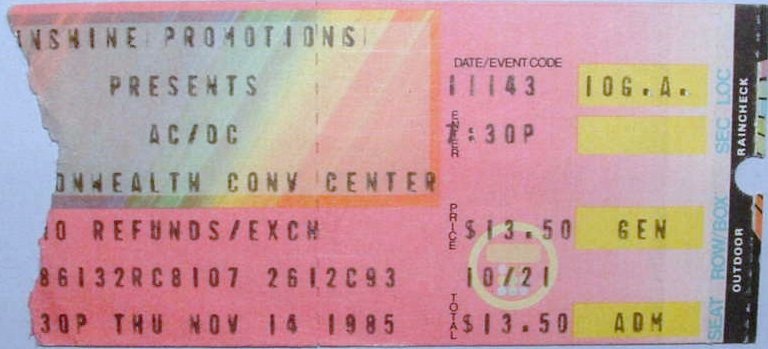 NSHINE PROMOTIONS
DATE/EVENT CODE
PRESENTS 11143 10G.A.
AC/DC ENTER 7:30P
ONWEALTH CONV CENTER
O REFUNDS/EXCH PRICE $13.50 GEN
86132RC8107 2612C93 10/21
30P THU NOV 14 1985 TOTAL $13.50 ADM
SEAT ROW/BOX SEC LOC
OUTDOOR RAINCHECK